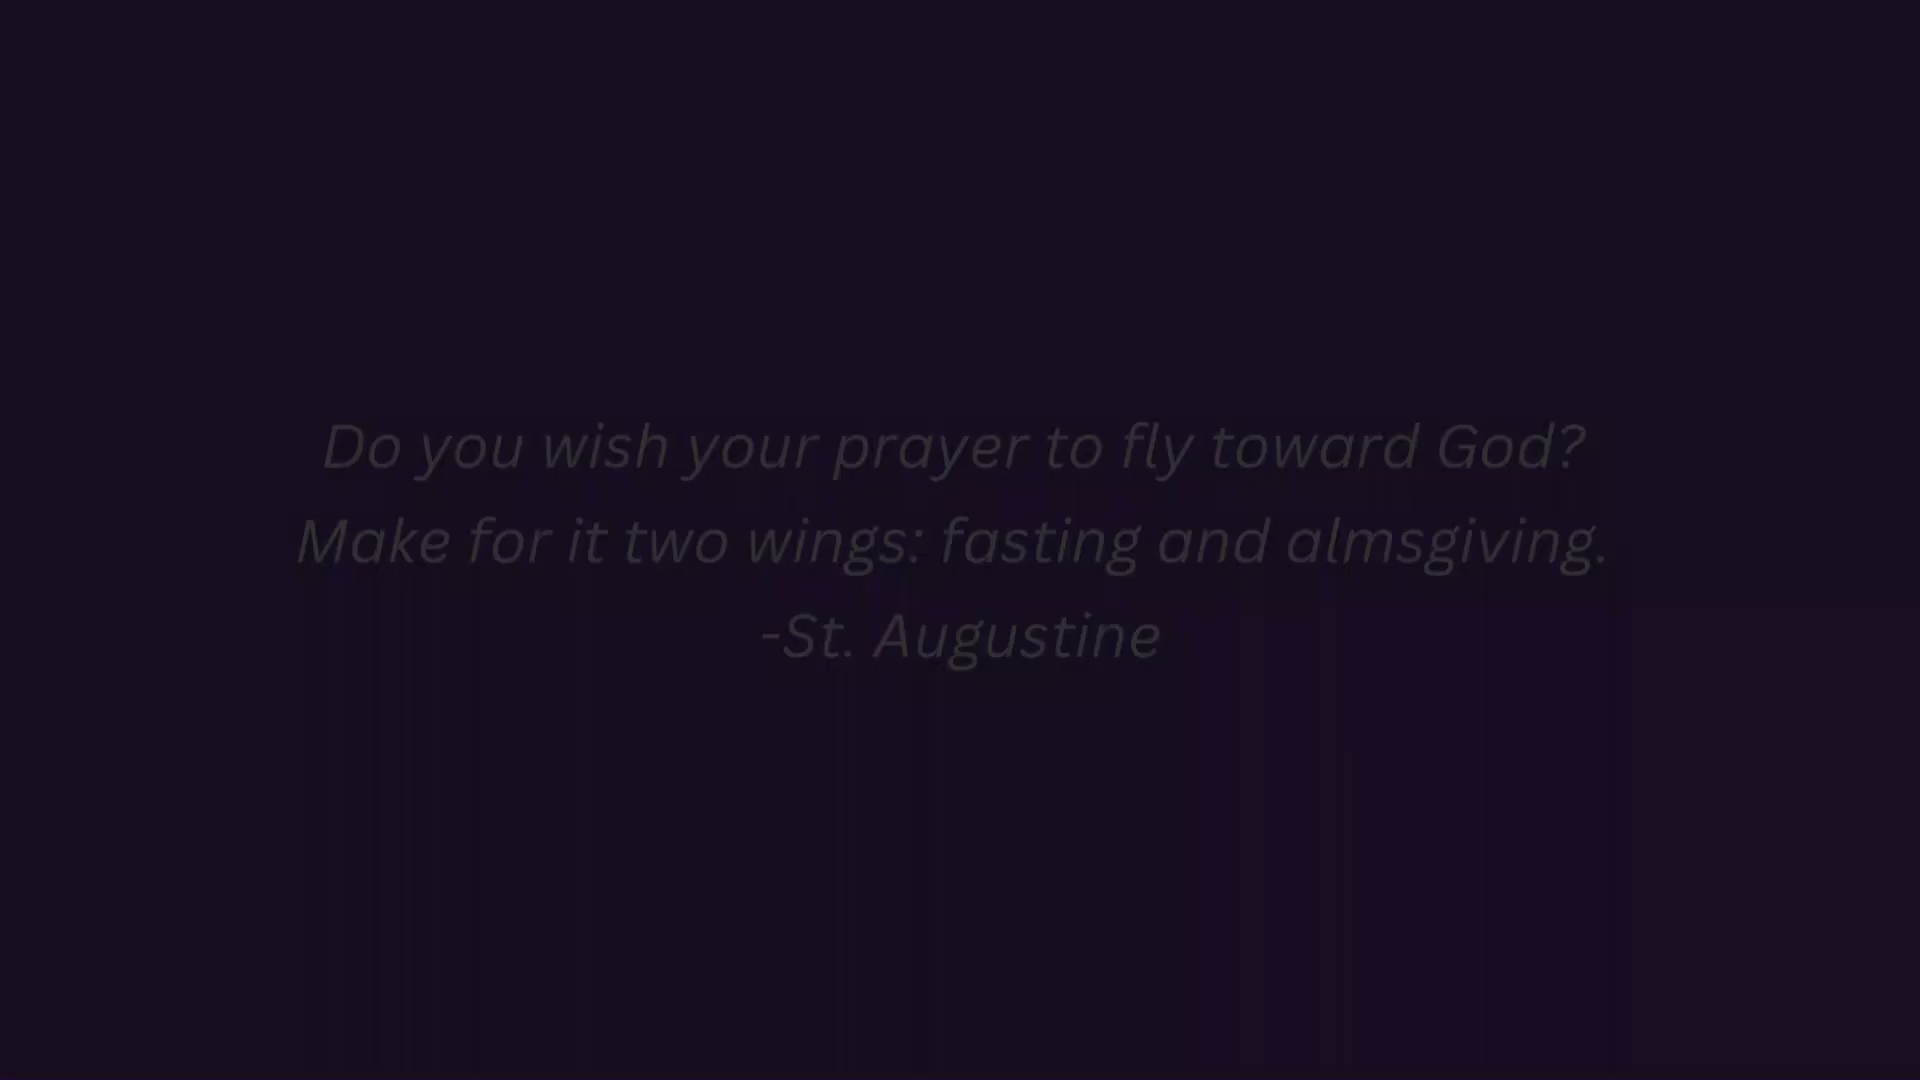 Do you wish your prayer to fly toward God?
Make for it two wings: fasting and almsgiving.
-St. Augustine